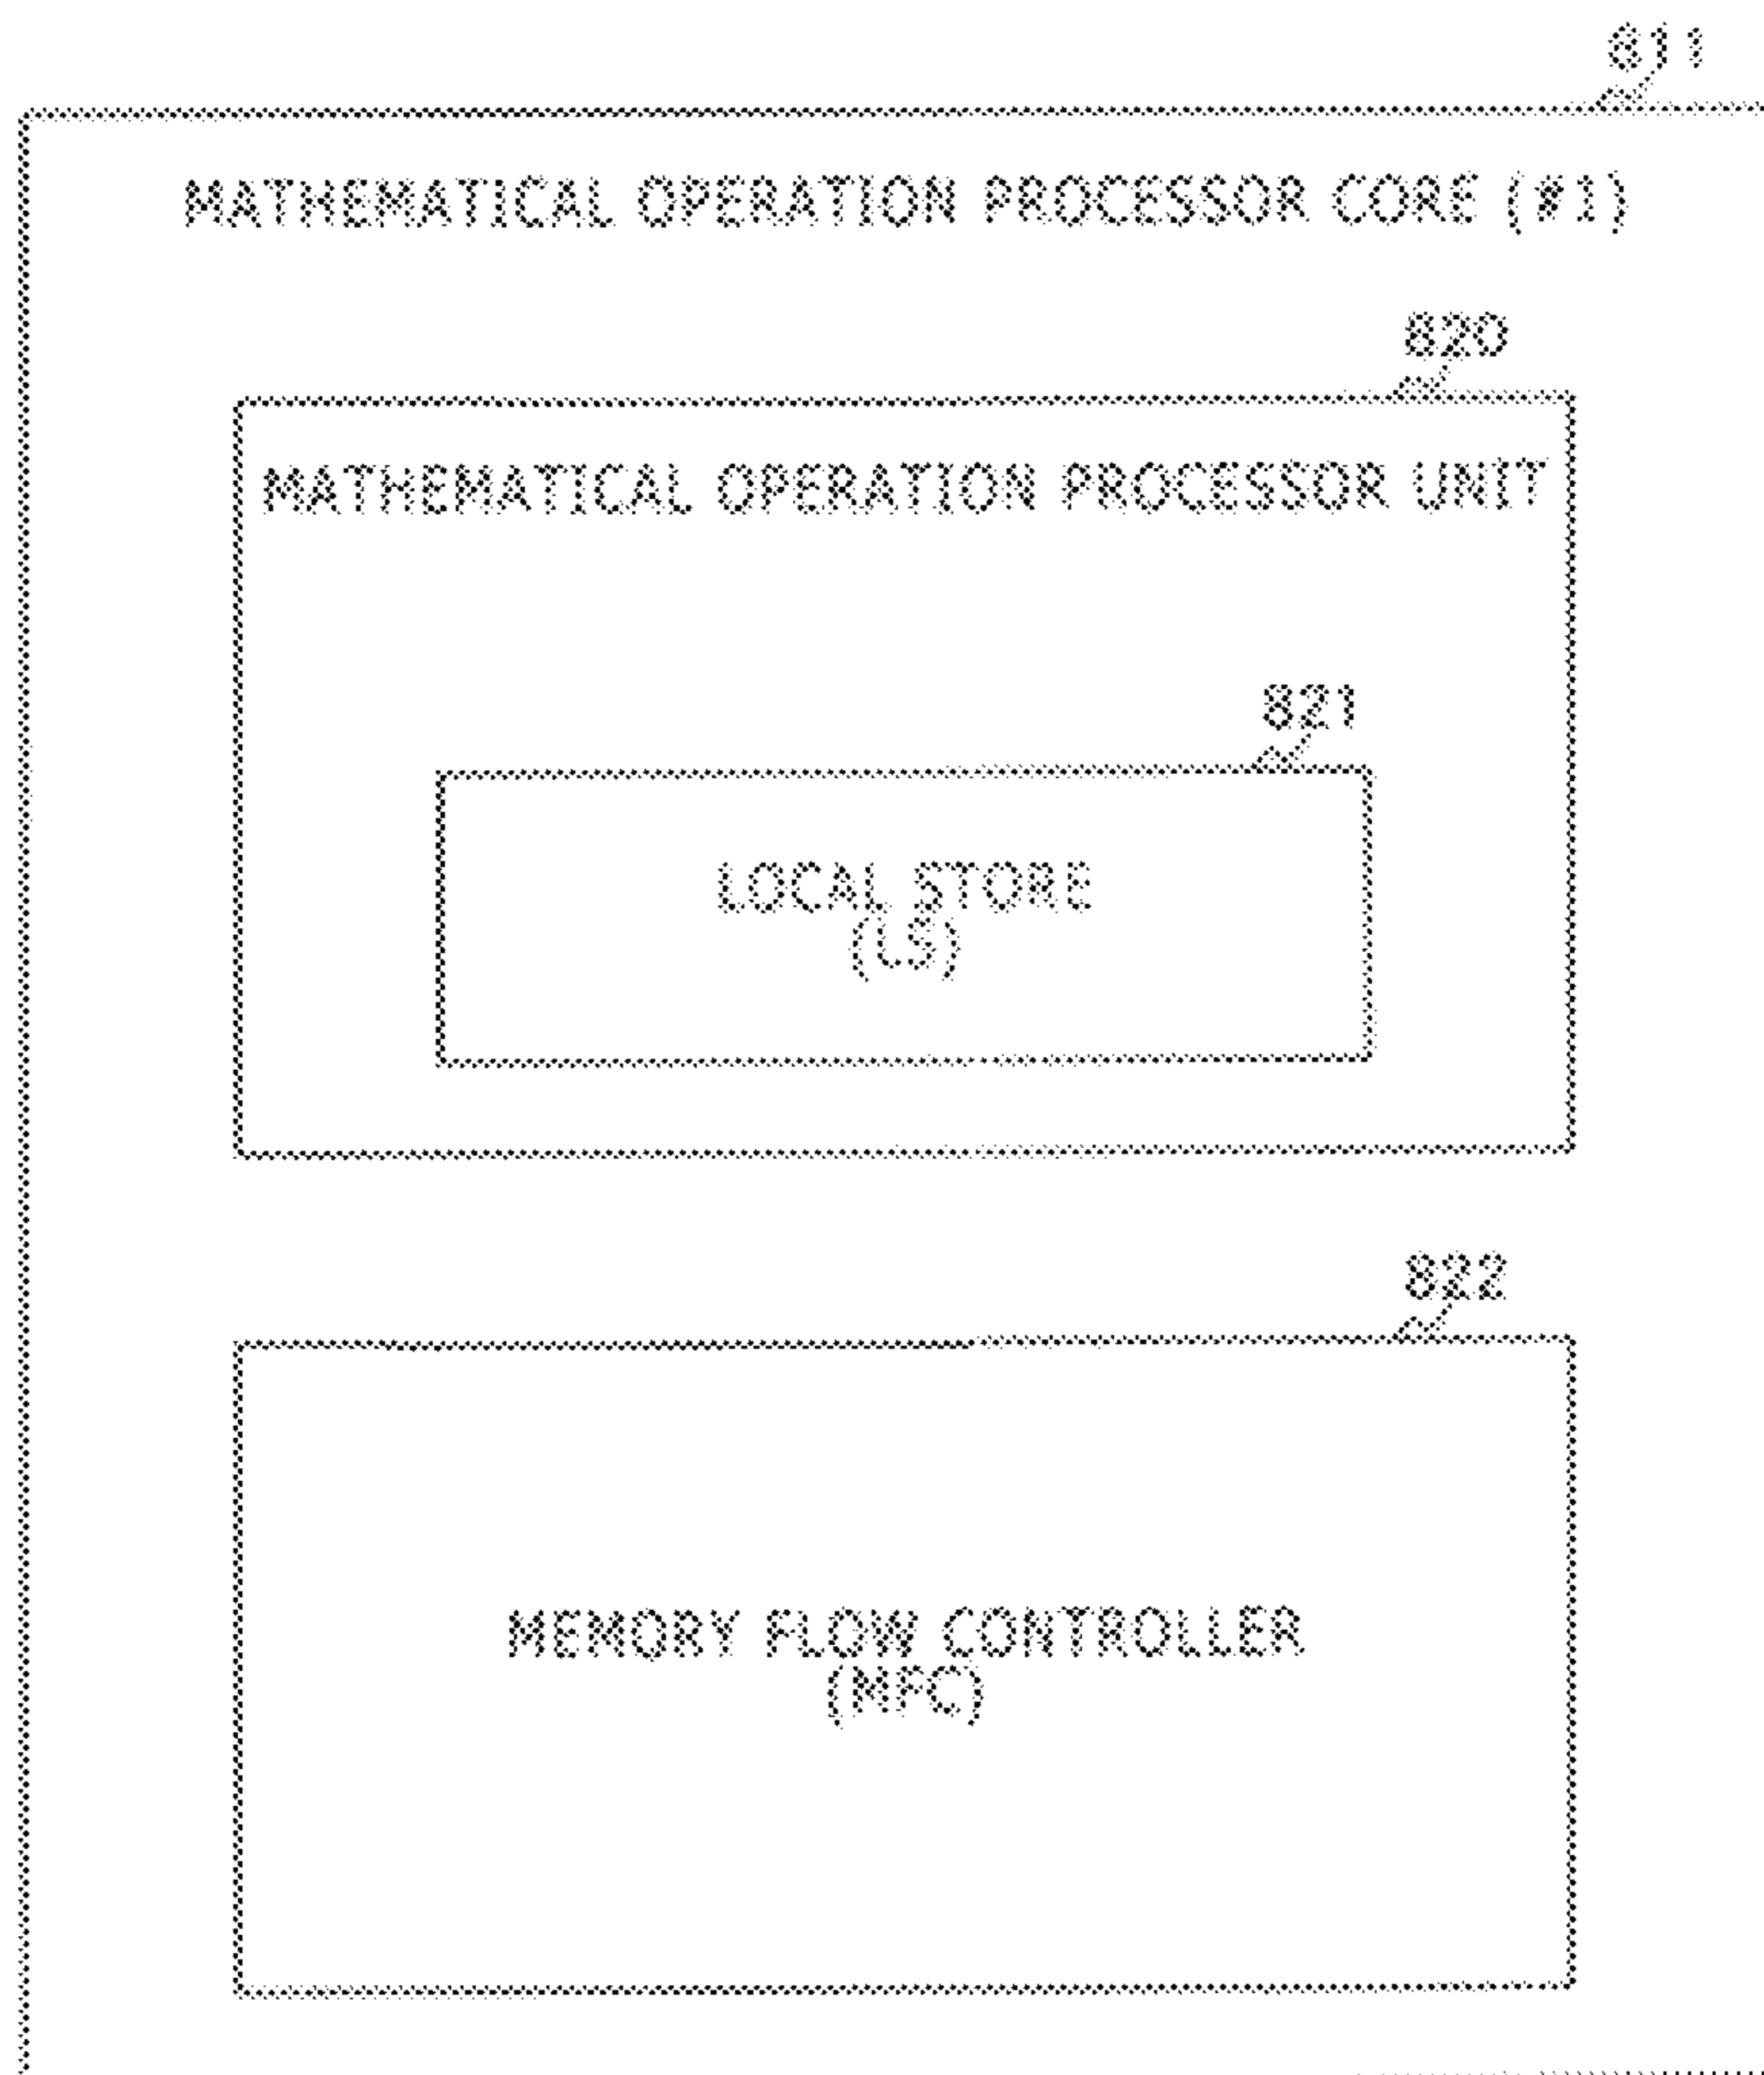 811
MATHEMATICAL OPERATION PROCESSOR CORE (#1)
820
MATHEMATICAL OPERATION PROCESSOR UNIT
821
LOCAL STORE
(LS)
822
MEMORY FLOW CONTROLLER
(MFC)